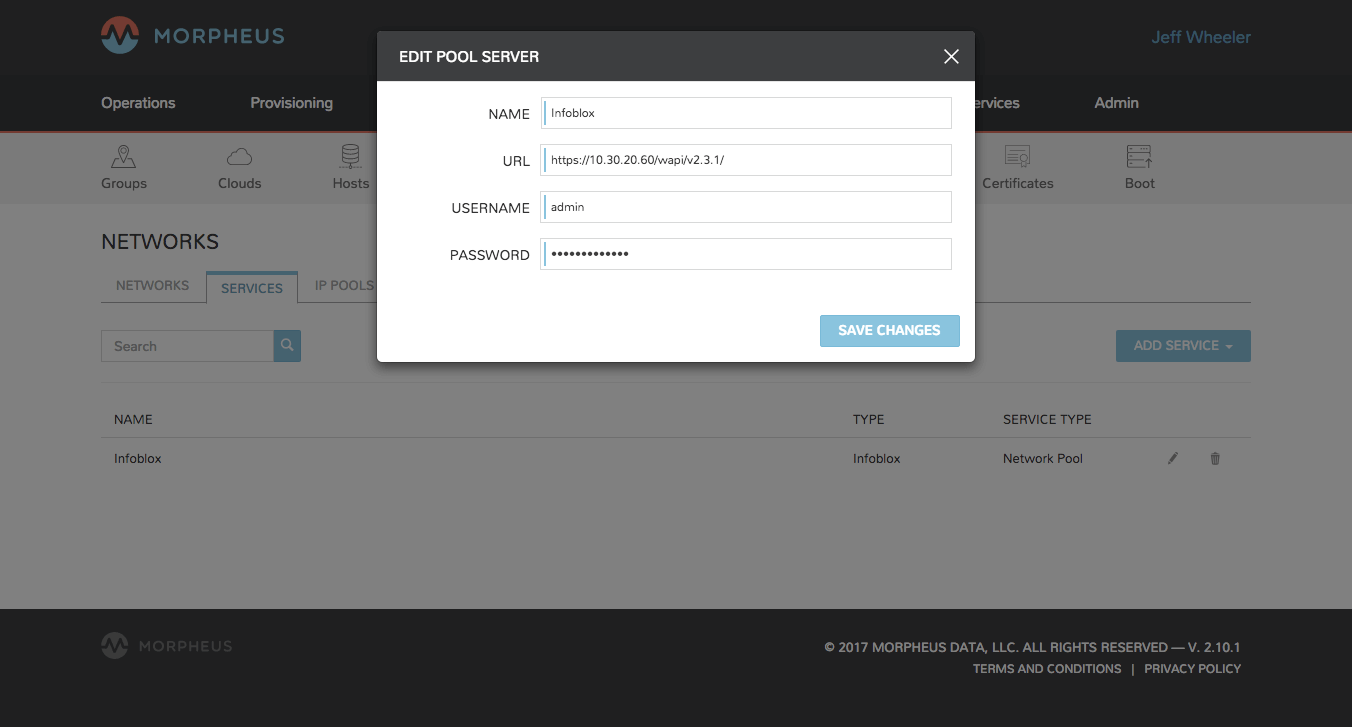 MORPHEUS
Jeff Wheeler
EDIT POOL SERVER
Operations
Provisioning
ervices
Admin
NAME
Infoblox
URL
https://10.30.20.60/wapi/v2.3.1/
USERNAME
admin
PASSWORD
•••••••••••••
SAVE CHANGES
Groups
Clouds
Hosts
Certificates
Boot
NETWORKS
NETWORKS
SERVICES
IP POOLS
Search
ADD SERVICE
NAME
TYPE
SERVICE TYPE
Infoblox
Infoblox
Network Pool
MORPHEUS
© 2017 MORPHEUS DATA, LLC. ALL RIGHTS RESERVED — V. 2.10.1
TERMS AND CONDITIONS | PRIVACY POLICY